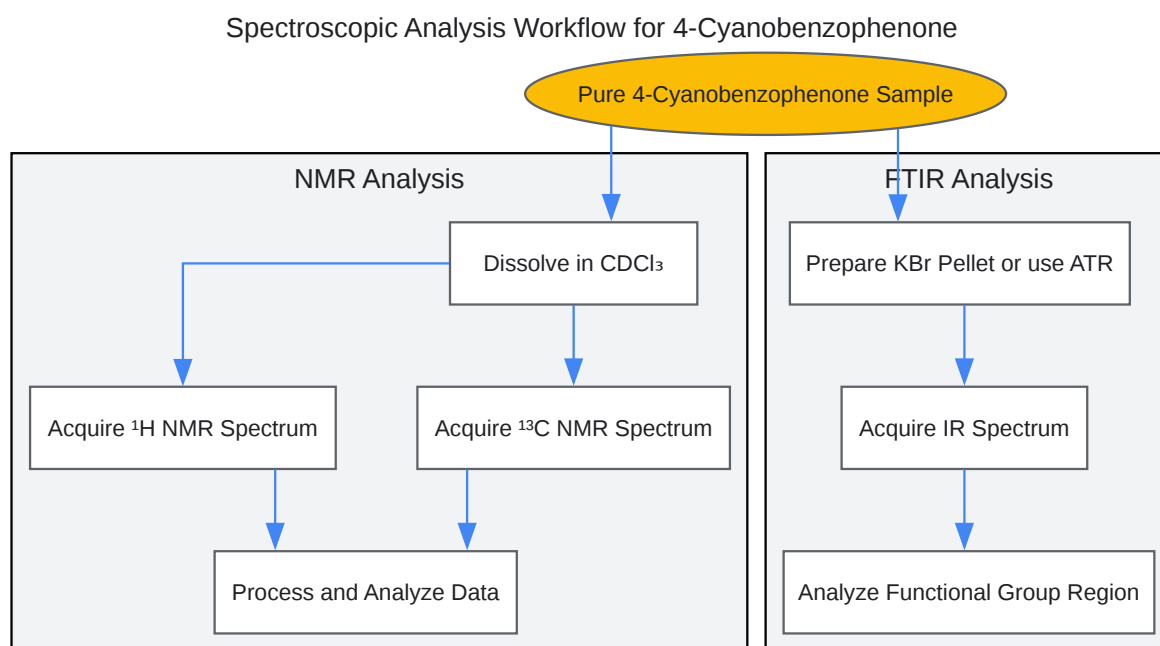 Spectroscopic Analysis Workflow for 4-Cyanobenzophenone
Pure 4-Cyanobenzophenone Sample
NMR Analysis
FTIR Analysis
Dissolve in CDCl₃
Prepare KBr Pellet or use ATR
Acquire ¹H NMR Spectrum
Acquire ¹³C NMR Spectrum
Acquire IR Spectrum
Process and Analyze Data
Analyze Functional Group Region